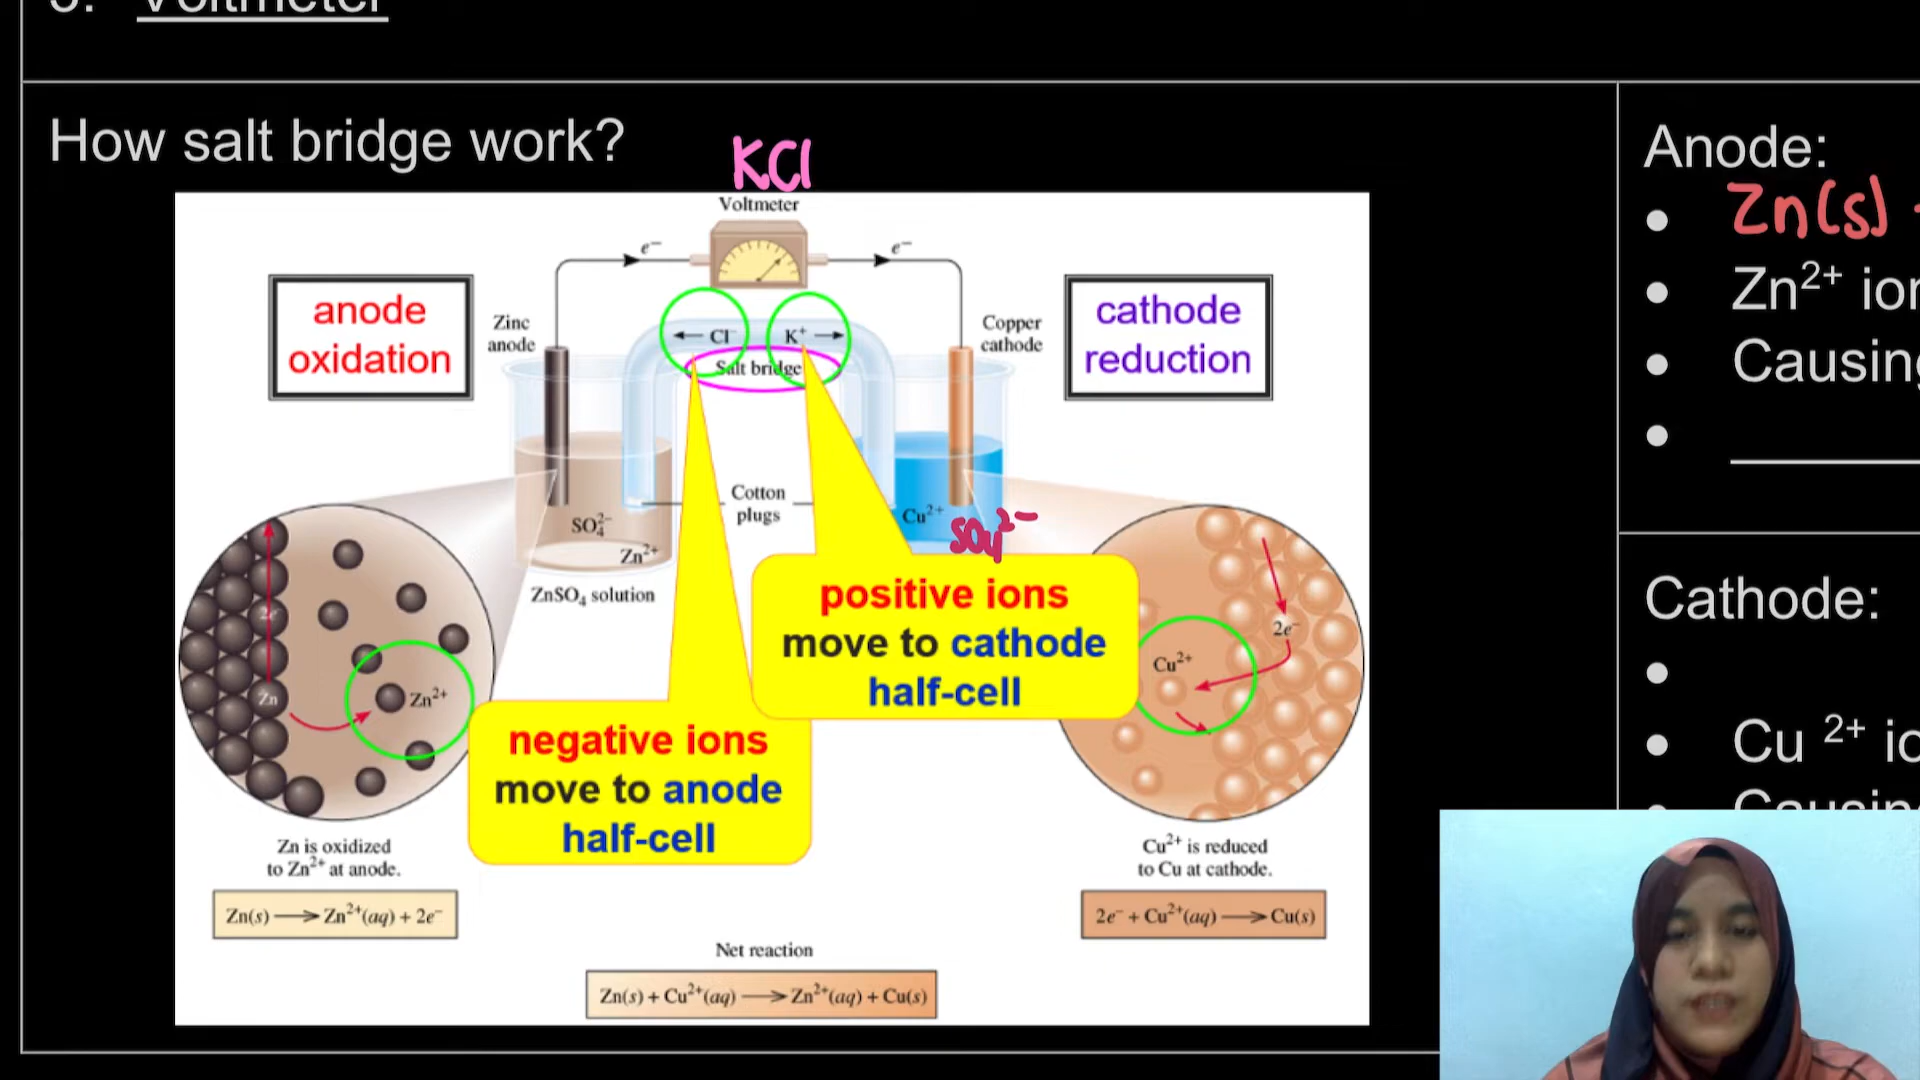 3. Voltmeter
How salt bridge work?
KCl
Voltmeter
e⁻
e⁻
anode
oxidation
Zinc
anode
Cl⁻
K⁺
Salt bridge
Copper
cathode
cathode
reduction
Cotton
plugs
SO₄²⁻
Zn²⁺
ZnSO₄ solution
Cu²⁺
SO₄²⁻
positive ions
move to cathode
half-cell
negative ions
move to anode
half-cell
2e⁻
Zn
Zn²⁺
2e⁻
Cu²⁺
Zn is oxidized
to Zn²⁺ at anode.
Zn(s) ⟶ Zn²⁺(aq) + 2e⁻
Cu²⁺ is reduced
to Cu at cathode.
2e⁻ + Cu²⁺(aq) ⟶ Cu(s)
Net reaction
Zn(s) + Cu²⁺(aq) ⟶ Zn²⁺(aq) + Cu(s)
Anode:
• Zn(s)
• Zn²⁺ ion
• Causing
•
Cathode:
•
• Cu ²⁺ io
• Causin